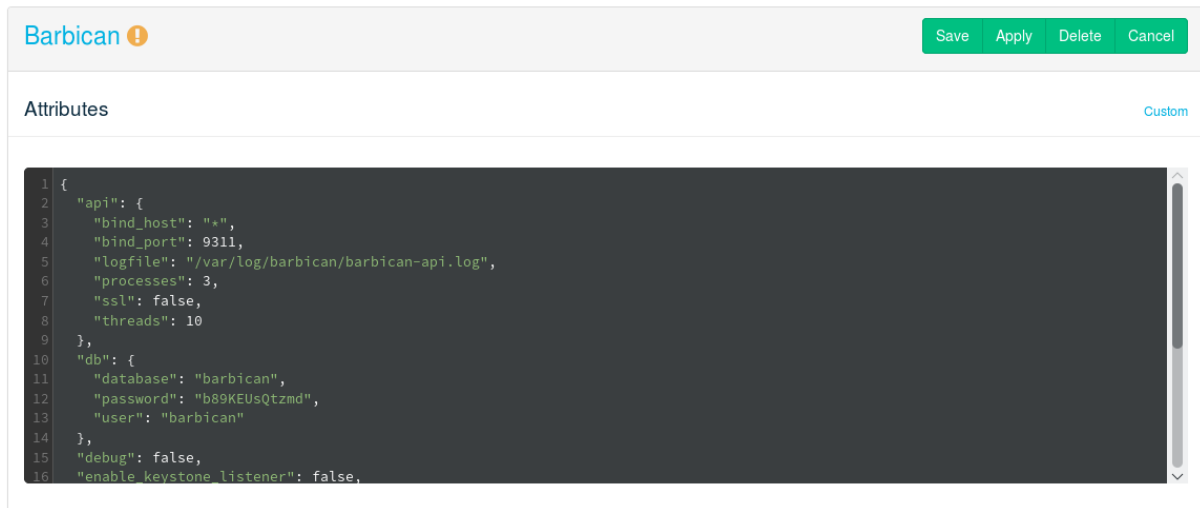 Barbican
Save Apply Delete Cancel
Attributes
Custom
1 {
2 "api": {
3 "bind_host": "*",
4 "bind_port": 9311,
5 "logfile": "/var/log/barbican/barbican-api.log",
6 "processes": 3,
7 "ssl": false,
8 "threads": 10
9 },
10 "db": {
11 "database": "barbican",
12 "password": "b89KEUsQtzmd",
13 "user": "barbican"
14 },
15 "debug": false,
16 "enable_keystone_listener": false,